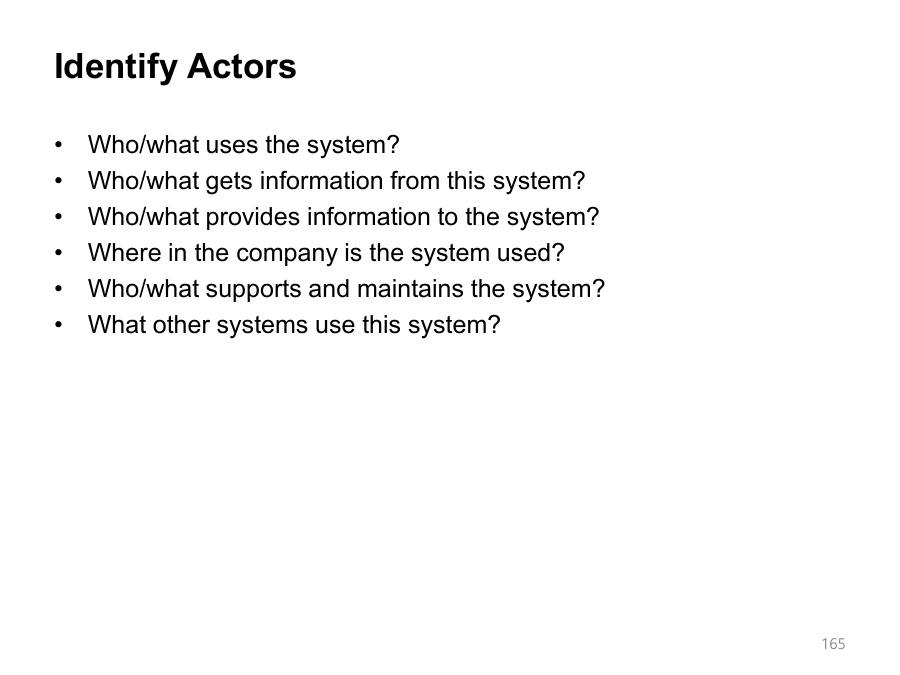 Identify Actors
• Who/what uses the system?
• Who/what gets information from this system?
• Who/what provides information to the system?
• Where in the company is the system used?
• Who/what supports and maintains the system?
• What other systems use this system?
165